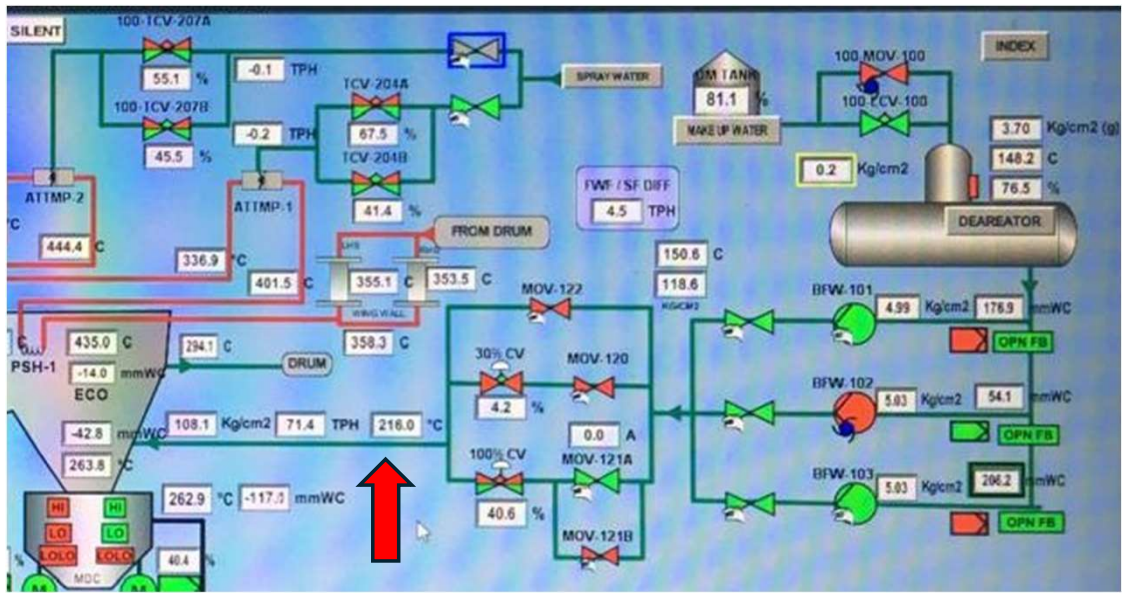 SILENT
100-TCV-207A
55.1 %
-0.1 TPH
100-TCV-207B
45.5 %
-0.2 TPH
TCV-204A
67.5 %
TCV-204B
41.4 %
SPRAY WATER
DM TANK
81.1 %
MAKE UP WATER
100-MOV-100
100-LCV-100
INDEX
3.70 Kg/cm2 (g)
148.2 C
76.5 %
0.2 Kg/cm2
DEAREATOR
FWF / SF DIFF
4.5 TPH
ATTMP-2
ATTMP-1
°C
444.4 C
336.9 °C
401.5 C
FROM DRUM
LHS
355.1 C
353.5 C
WING WALL
358.3 C
150.6 C
118.6
KG/CM2
MOV-122
BFW-101
4.99 Kg/cm2
176.9 mmWC
OPN FB
PSH-1
C
435.0 C
-14.0 mmWC
ECO
294.1 C
DRUM
30% CV
4.2 %
MOV-120
BFW-102
5.03 Kg/cm2
54.1 mmWC
OPN FB
-42.8 mmWC
263.8 °C
108.1 Kg/cm2
71.4 TPH
216.0 °C
0.0 A
100% CV
40.6 %
MOV-121A
MOV-121B
BFW-103
5.03 Kg/cm2
206.2 mmWC
OPN FB
HI HI
LO LO
LOLO LOLO
MDC
262.9 °C
mmWC
%
40.4 %
M M